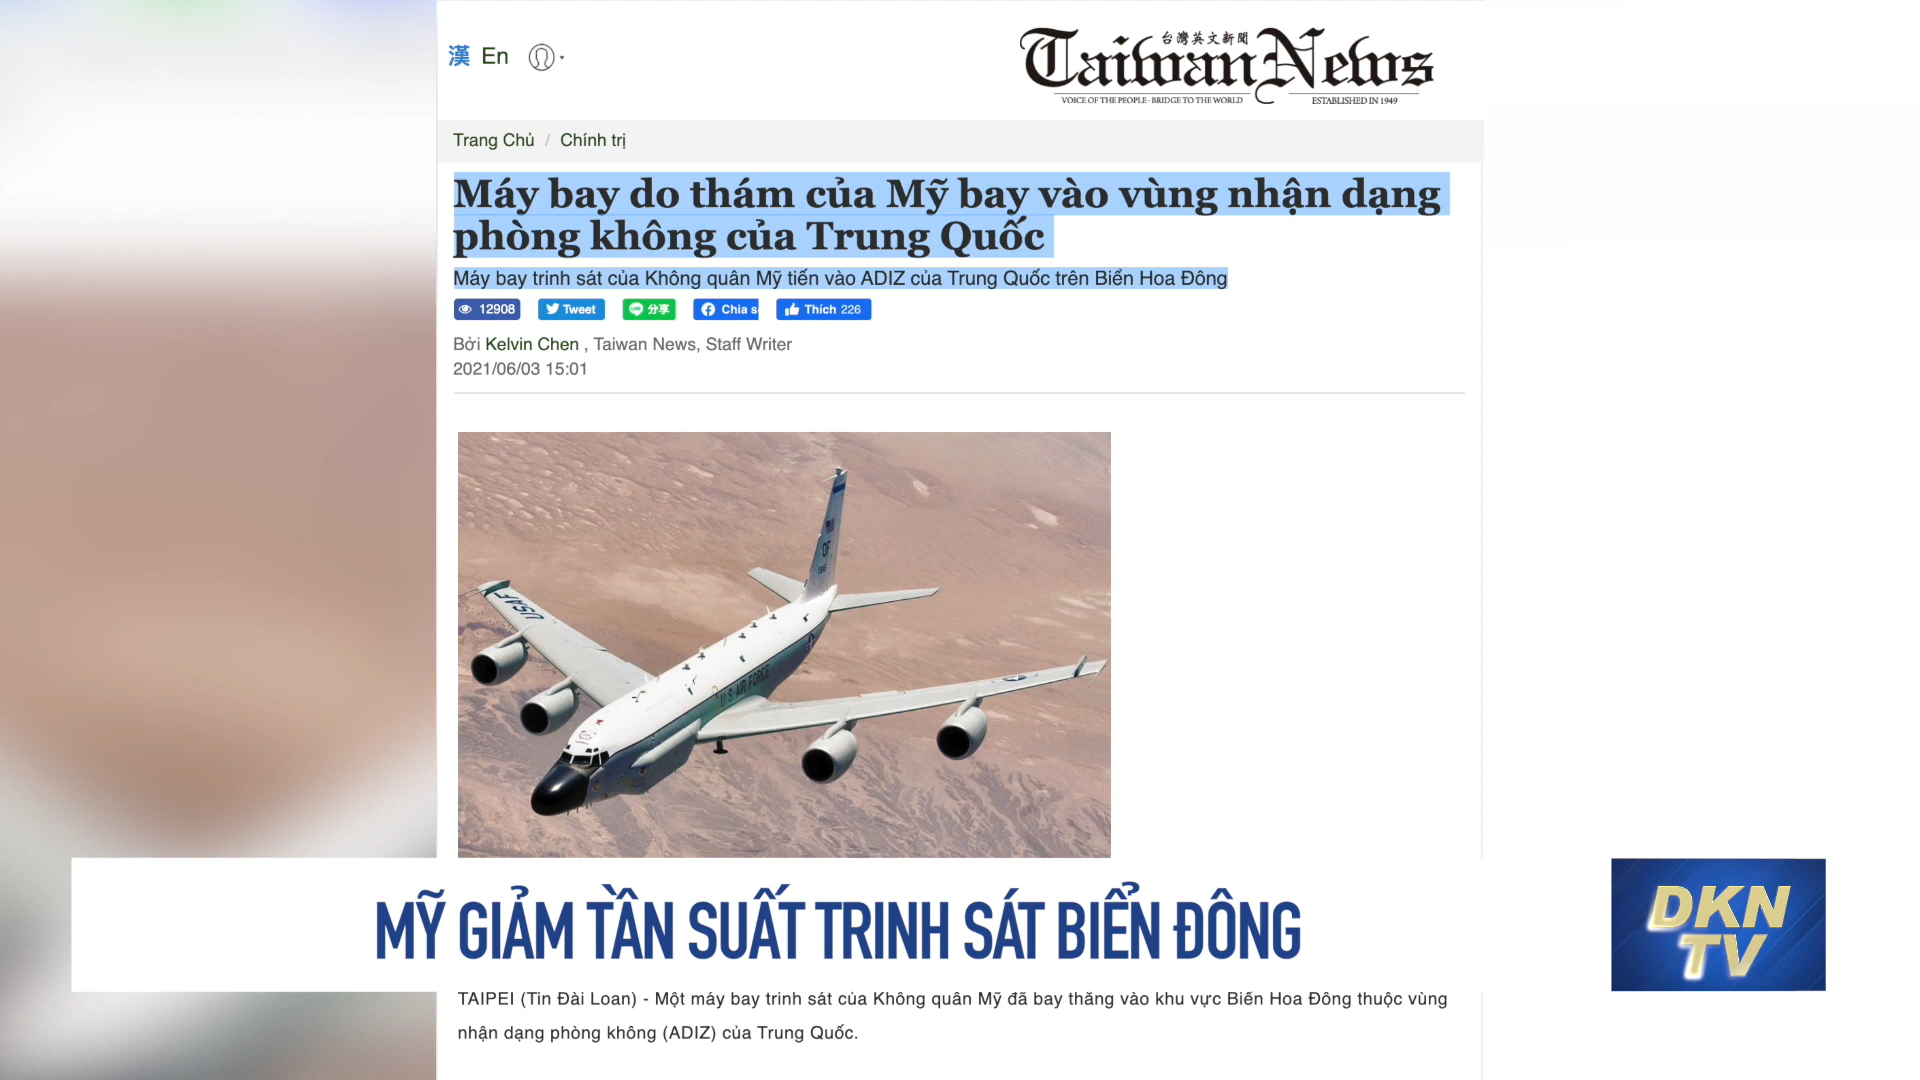 漢 En
台灣英文新聞
Taiwan News
VOICE OF THE PEOPLE · BRIDGE TO THE WORLD ESTABLISHED IN 1949
Trang Chủ / Chính trị
Máy bay do thám của Mỹ bay vào vùng nhận dạng
phòng không của Trung Quốc
Máy bay trinh sát của Không quân Mỹ tiến vào ADIZ của Trung Quốc trên Biển Hoa Đông
12908 Tweet 分享 Chia s Thích 226
Bởi Kelvin Chen , Taiwan News, Staff Writer
2021/06/03 15:01
USAF
OF
U.S. AIR FORCE
MỸ GIẢM TẦN SUẤT TRINH SÁT BIỂN ĐÔNG
DKN
TV
TAIPEI (Tin Đài Loan) - Một máy bay trinh sát của Không quân Mỹ đã bay thăng vào khu vực Biển Hoa Đông thuộc vùng
nhận dạng phòng không (ADIZ) của Trung Quốc.